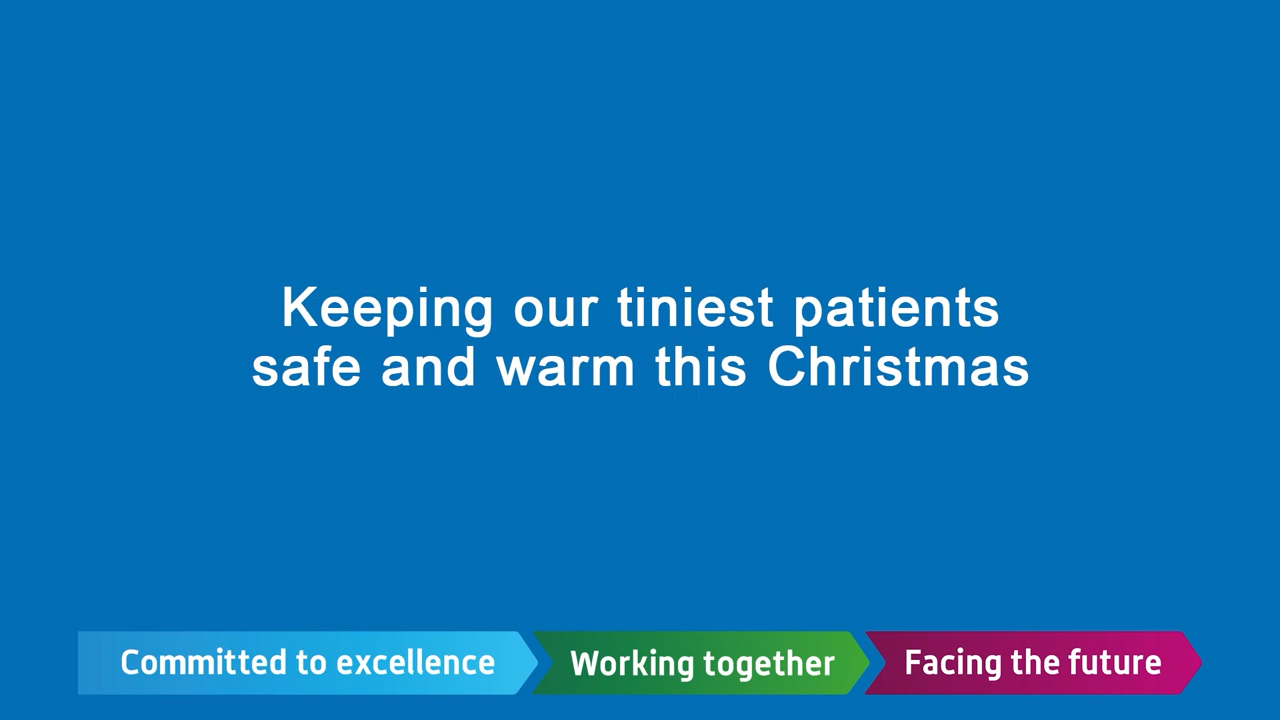 Keeping our tiniest patients
safe and warm this Christmas
Committed to excellence
Working together
Facing the future